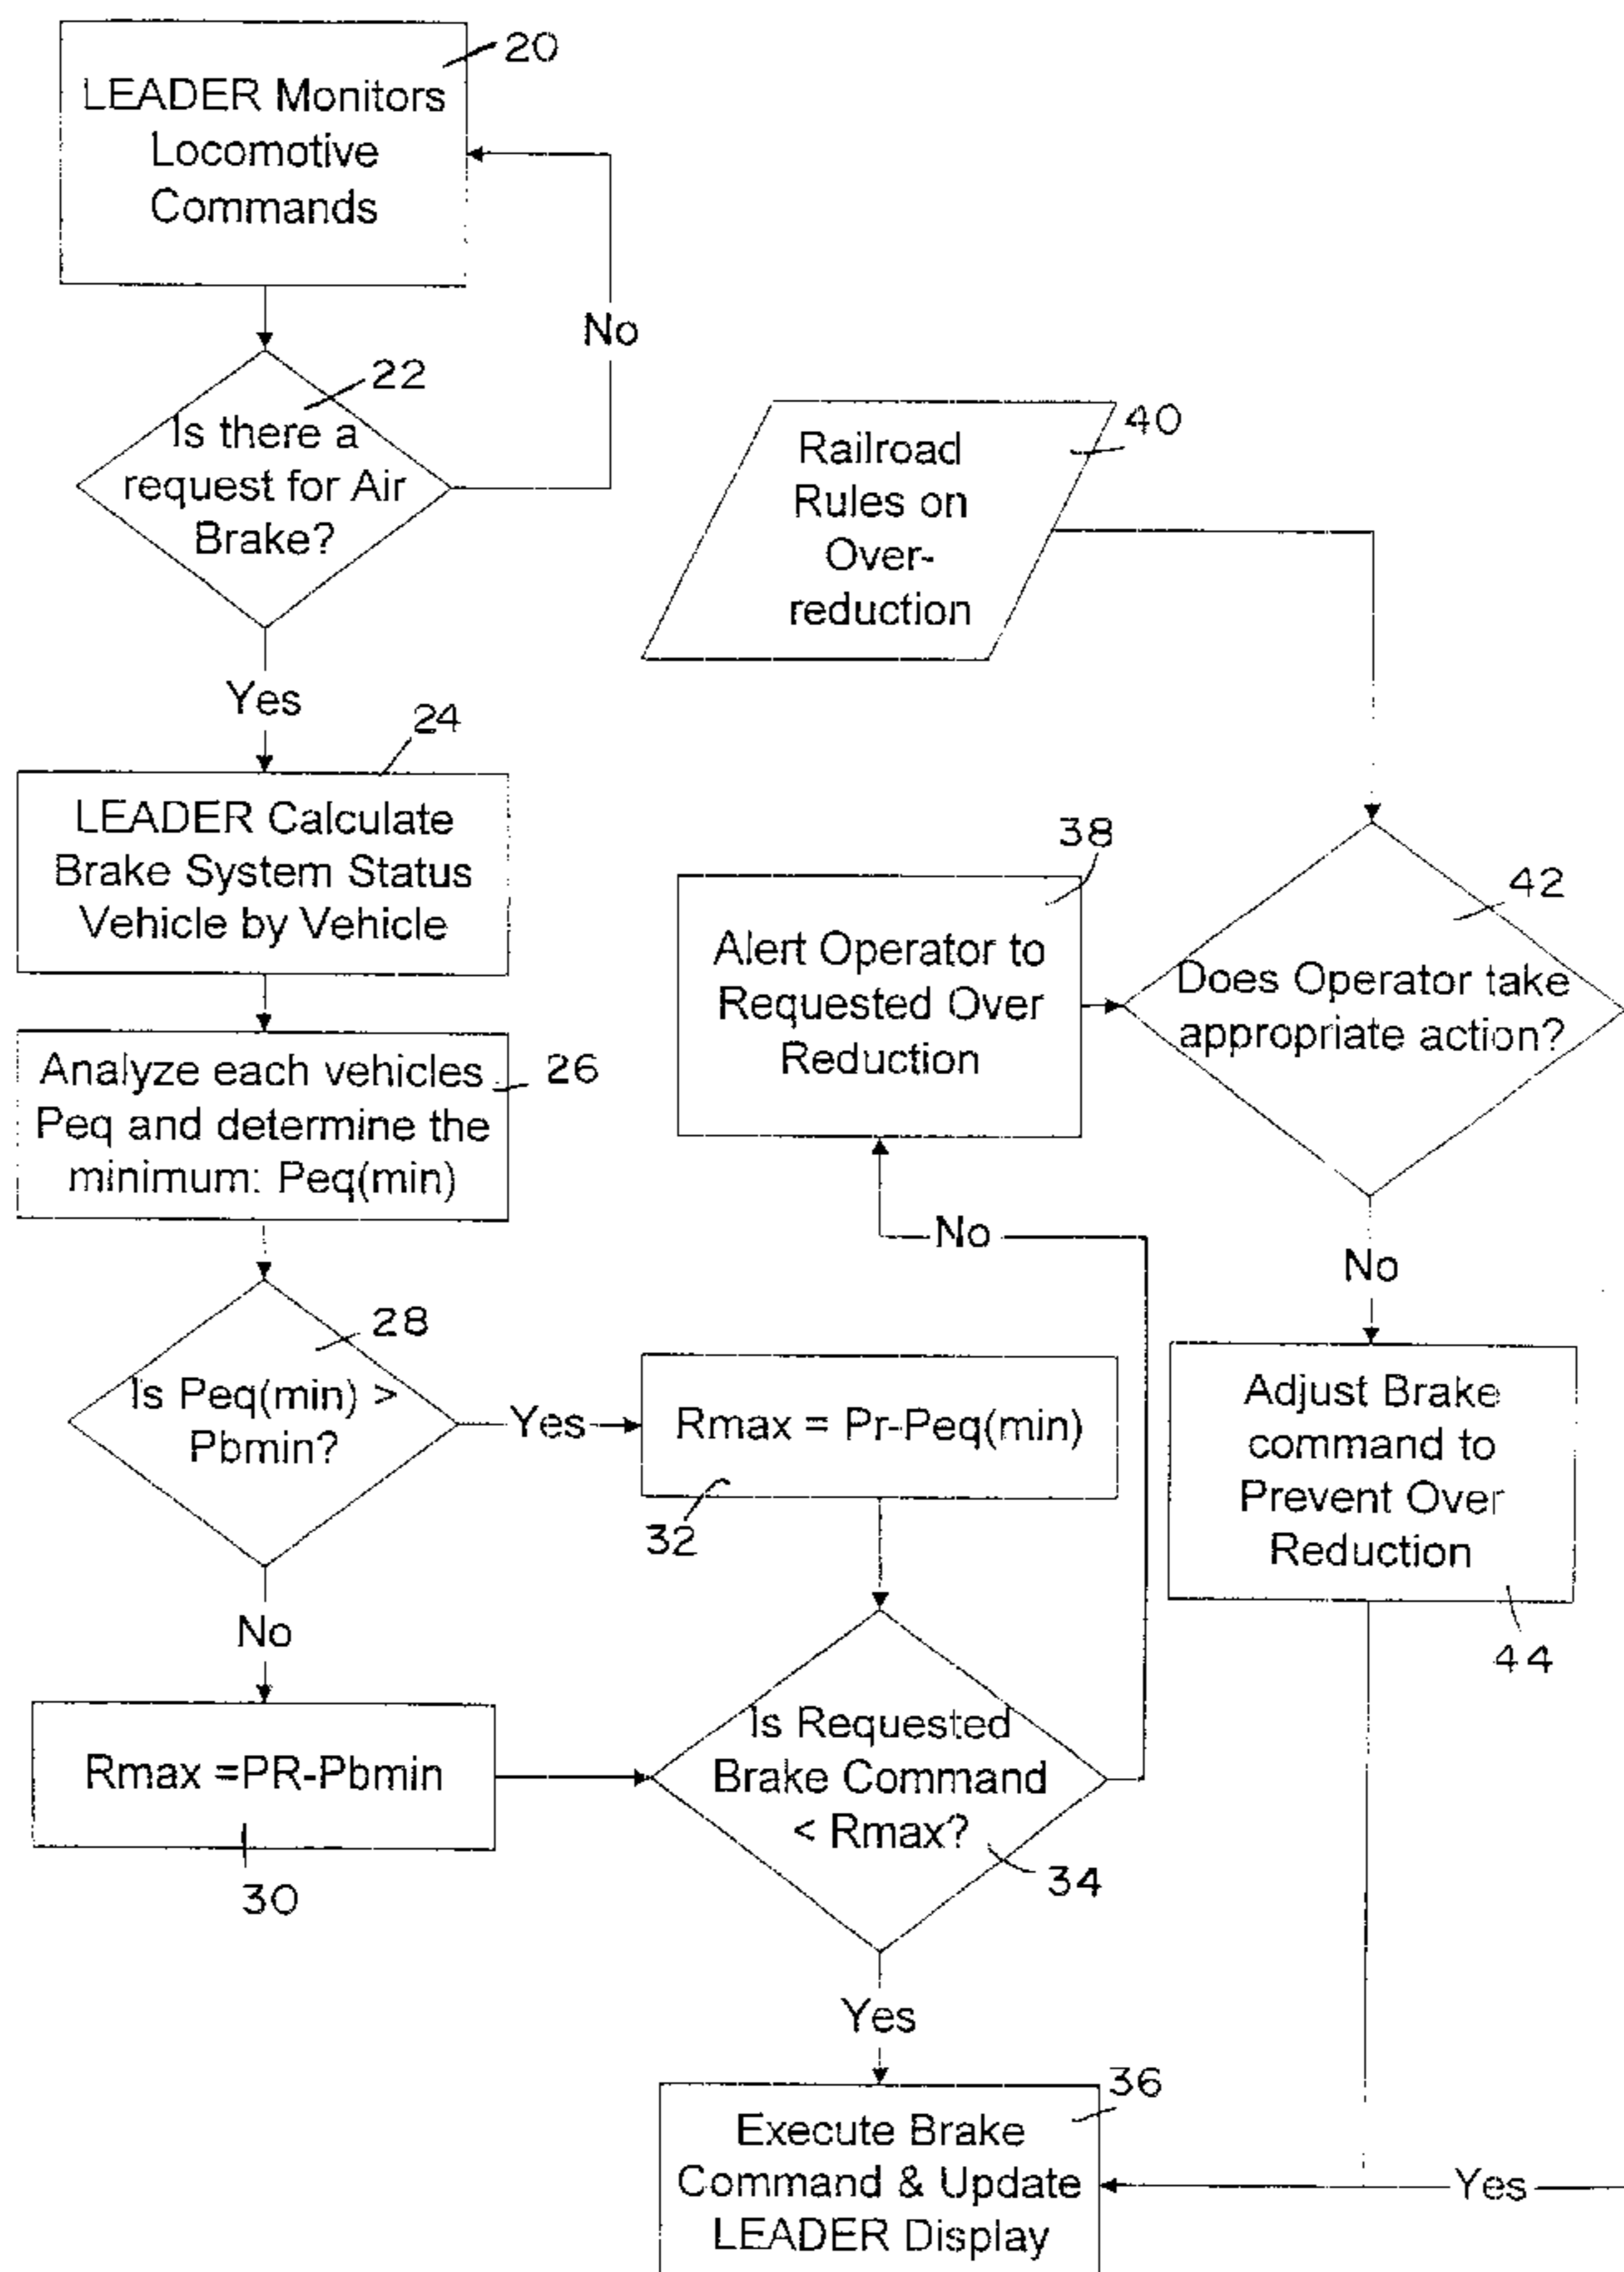 20
LEADER Monitors
Locomotive
Commands
No
22
Is there a
request for Air
Brake?
Yes
40
Railroad
Rules on
Over-
reduction
24
LEADER Calculate
Brake System Status
Vehicle by Vehicle
26
Analyze each vehicles
Peq and determine the
minimum: Peq(min)
38
Alert Operator to
Requested Over
Reduction
42
Does Operator take
appropriate action?
No
No
28
Is Peq(min) >
Pbmin?
Yes
Rmax = Pr-Peq(min)
32
Adjust Brake
command to
Prevent Over
Reduction
44
No
Rmax =PR-Pbmin
30
Is Requested
Brake Command
< Rmax?
34
Yes
36
Execute Brake
Command & Update
LEADER Display
Yes